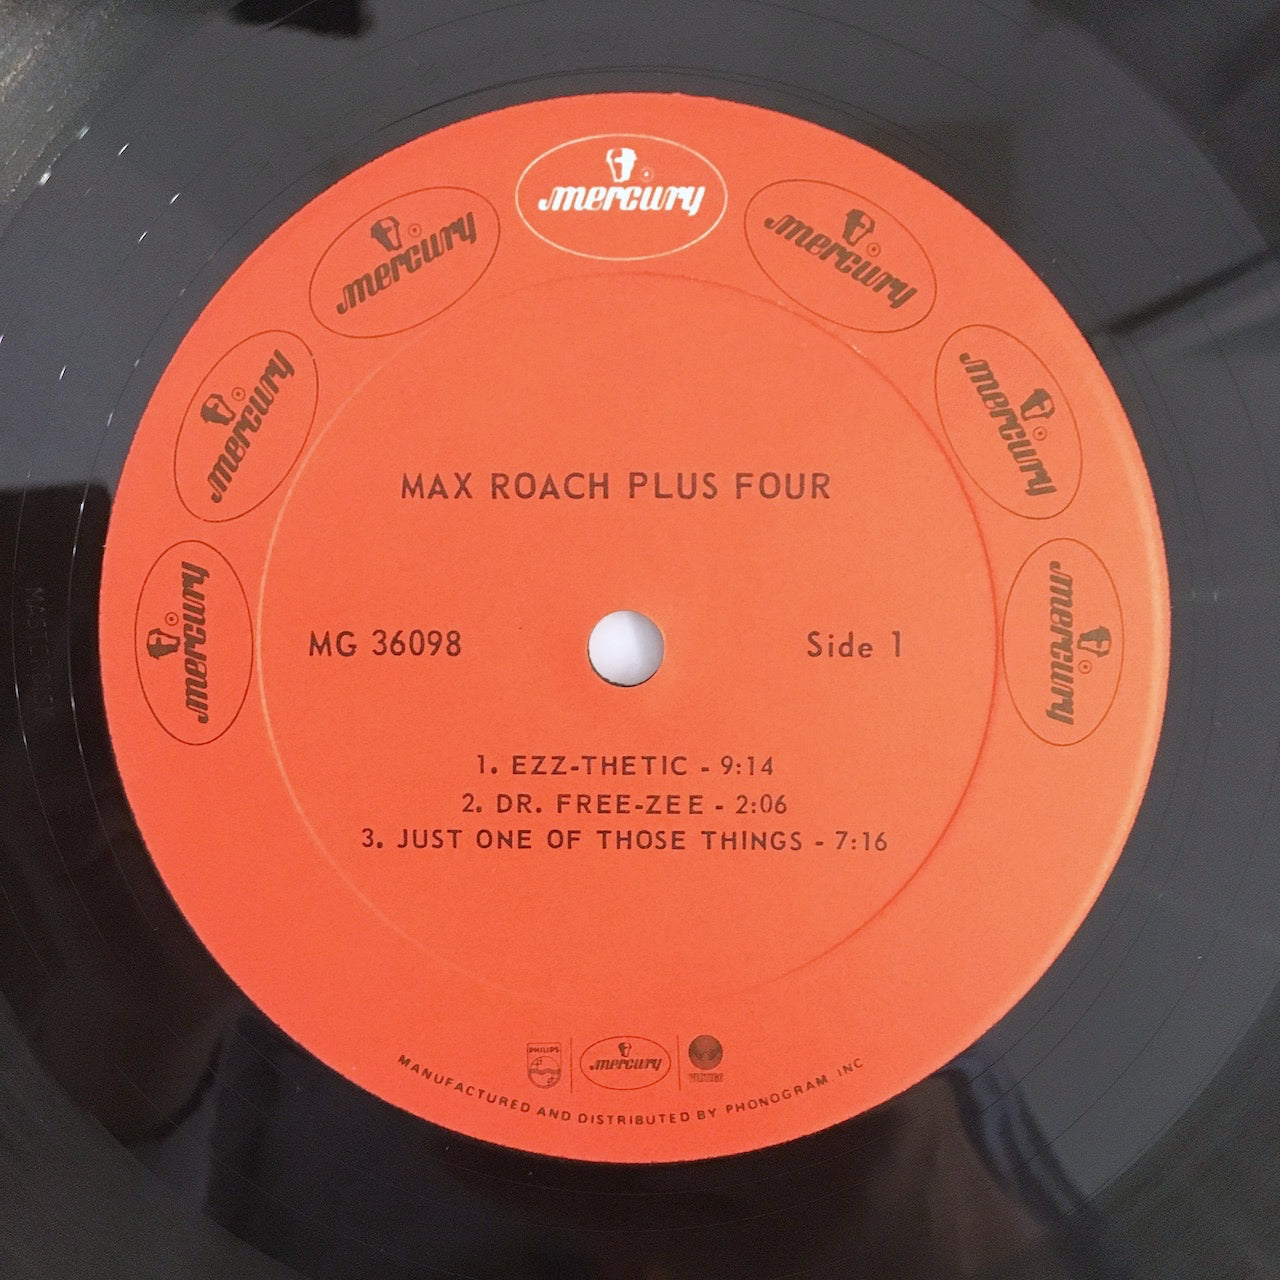 mercury
mercury
mercury
mercury
mercury
mercury
mercury
MAX ROACH PLUS FOUR
MG 36098
Side 1
1. EZZ-THETIC - 9:14
2. DR. FREE-ZEE - 2:06
3. JUST ONE OF THOSE THINGS - 7:16
PHILIPS
mercury
VERTIGO
MANUFACTURED AND DISTRIBUTED BY PHONOGRAM, INC